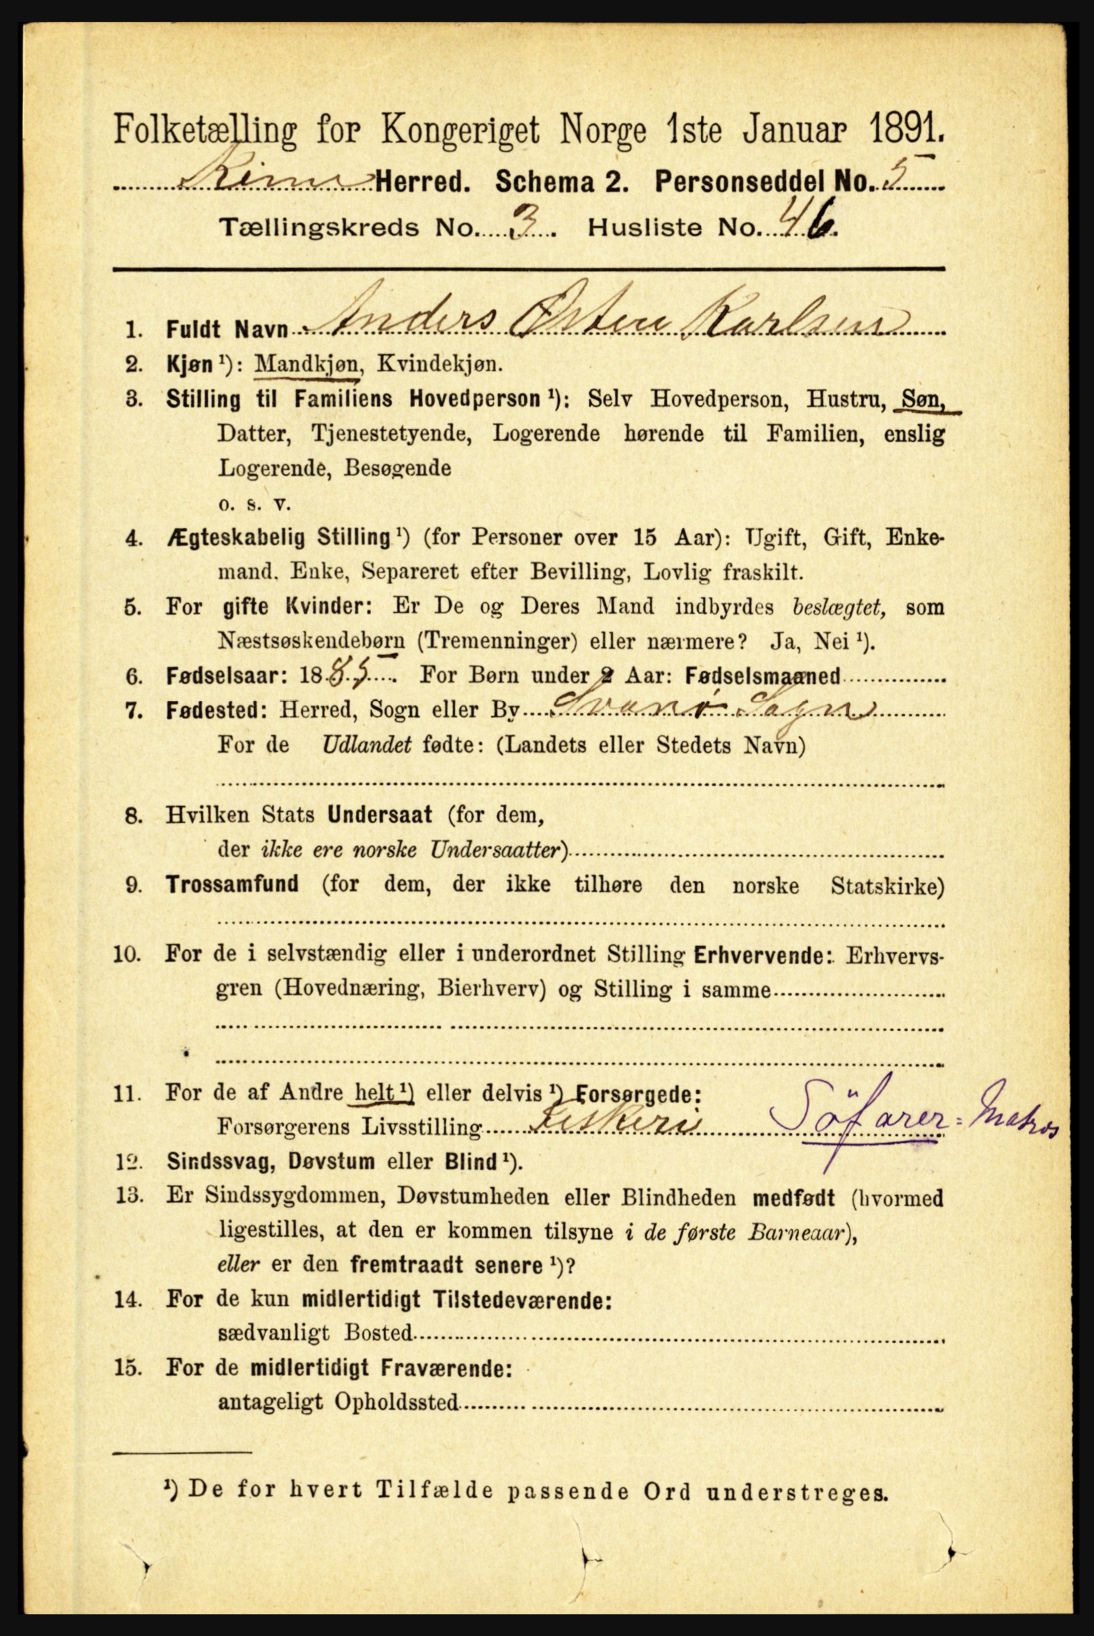 Folketælling for Kongeriget Norge 1ste Januar 1891.
Kinn Herred. Schema 2. Personseddel No. 5
Tællingskreds No. 3. Husliste No. 46.
1. Fuldt Navn Anders Østen Karlsen
2. Kjøn ¹): Mandkjøn, Kvindekjøn.
3. Stilling til Familiens Hovedperson ¹): Selv Hovedperson, Hustru, Søn,
Datter, Tjenestetyende, Logerende hørende til Familien, enslig
Logerende, Besøgende
o. s. v.
4. Ægteskabelig Stilling ¹) (for Personer over 15 Aar): Ugift, Gift, Enke-
mand, Enke, Separeret efter Bevilling, Lovlig fraskilt.
5. For gifte Kvinder: Er De og Deres Mand indbyrdes beslægtet, som
Næstsøskendebørn (Tremenninger) eller nærmere? Ja, Nei ¹).
6. Fødselsaar: 1885. For Børn under 2 Aar: Fødselsmaaned
7. Fødested: Herred, Sogn eller By Svanø Sogn
For de Udlandet fødte: (Landets eller Stedets Navn)
8. Hvilken Stats Undersaat (for dem,
der ikke ere norske Undersaatter)
9. Trossamfund (for dem, der ikke tilhøre den norske Statskirke)
10. For de i selvstændig eller i underordnet Stilling Erhvervende: Erhvervs-
gren (Hovednæring, Bierhverv) og Stilling i samme
11. For de af Andre helt ¹) eller delvis ¹) Forsørgede:
Forsørgerens Livsstilling Fiskeri Söfarer = Matros
12. Sindssvag, Døvstum eller Blind ¹).
13. Er Sindssygdommen, Døvstumheden eller Blindheden medfødt (hvormed
ligestilles, at den er kommen tilsyne i de første Barneaar),
eller er den fremtraadt senere ¹)?
14. For de kun midlertidigt Tilstedeværende:
sædvanligt Bosted
15. For de midlertidigt Fraværende:
antageligt Opholdssted
¹) De for hvert Tilfælde passende Ord understreges.